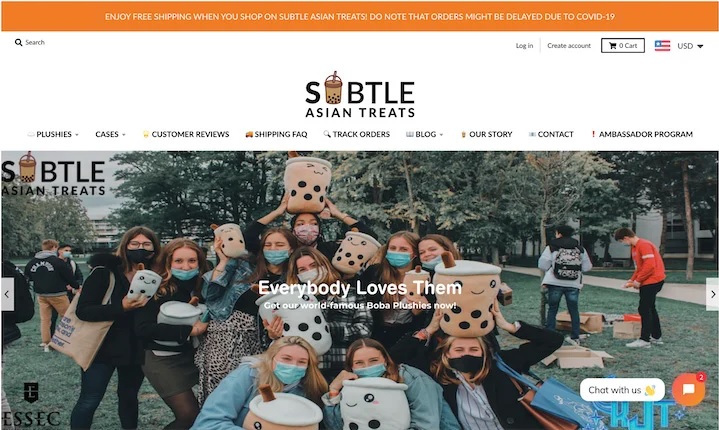 ENJOY FREE SHIPPING WHEN YOU SHOP ON SUBTLE ASIAN TREATS! DO NOTE THAT ORDERS MIGHT BE DELAYED DUE TO COVID-19
Search
Log in
Create account
0 Cart
USD
SUBTLE
ASIAN TREATS
PLUSHIES
CASES
CUSTOMER REVIEWS
SHIPPING FAQ
TRACK ORDERS
BLOG
OUR STORY
CONTACT
AMBASSADOR PROGRAM
SUBTLE
ASIAN TREATS
Everybody Loves Them
Get our world-famous Boba Plushies now!
Chat with us 👋
2
ESSEC
KJT